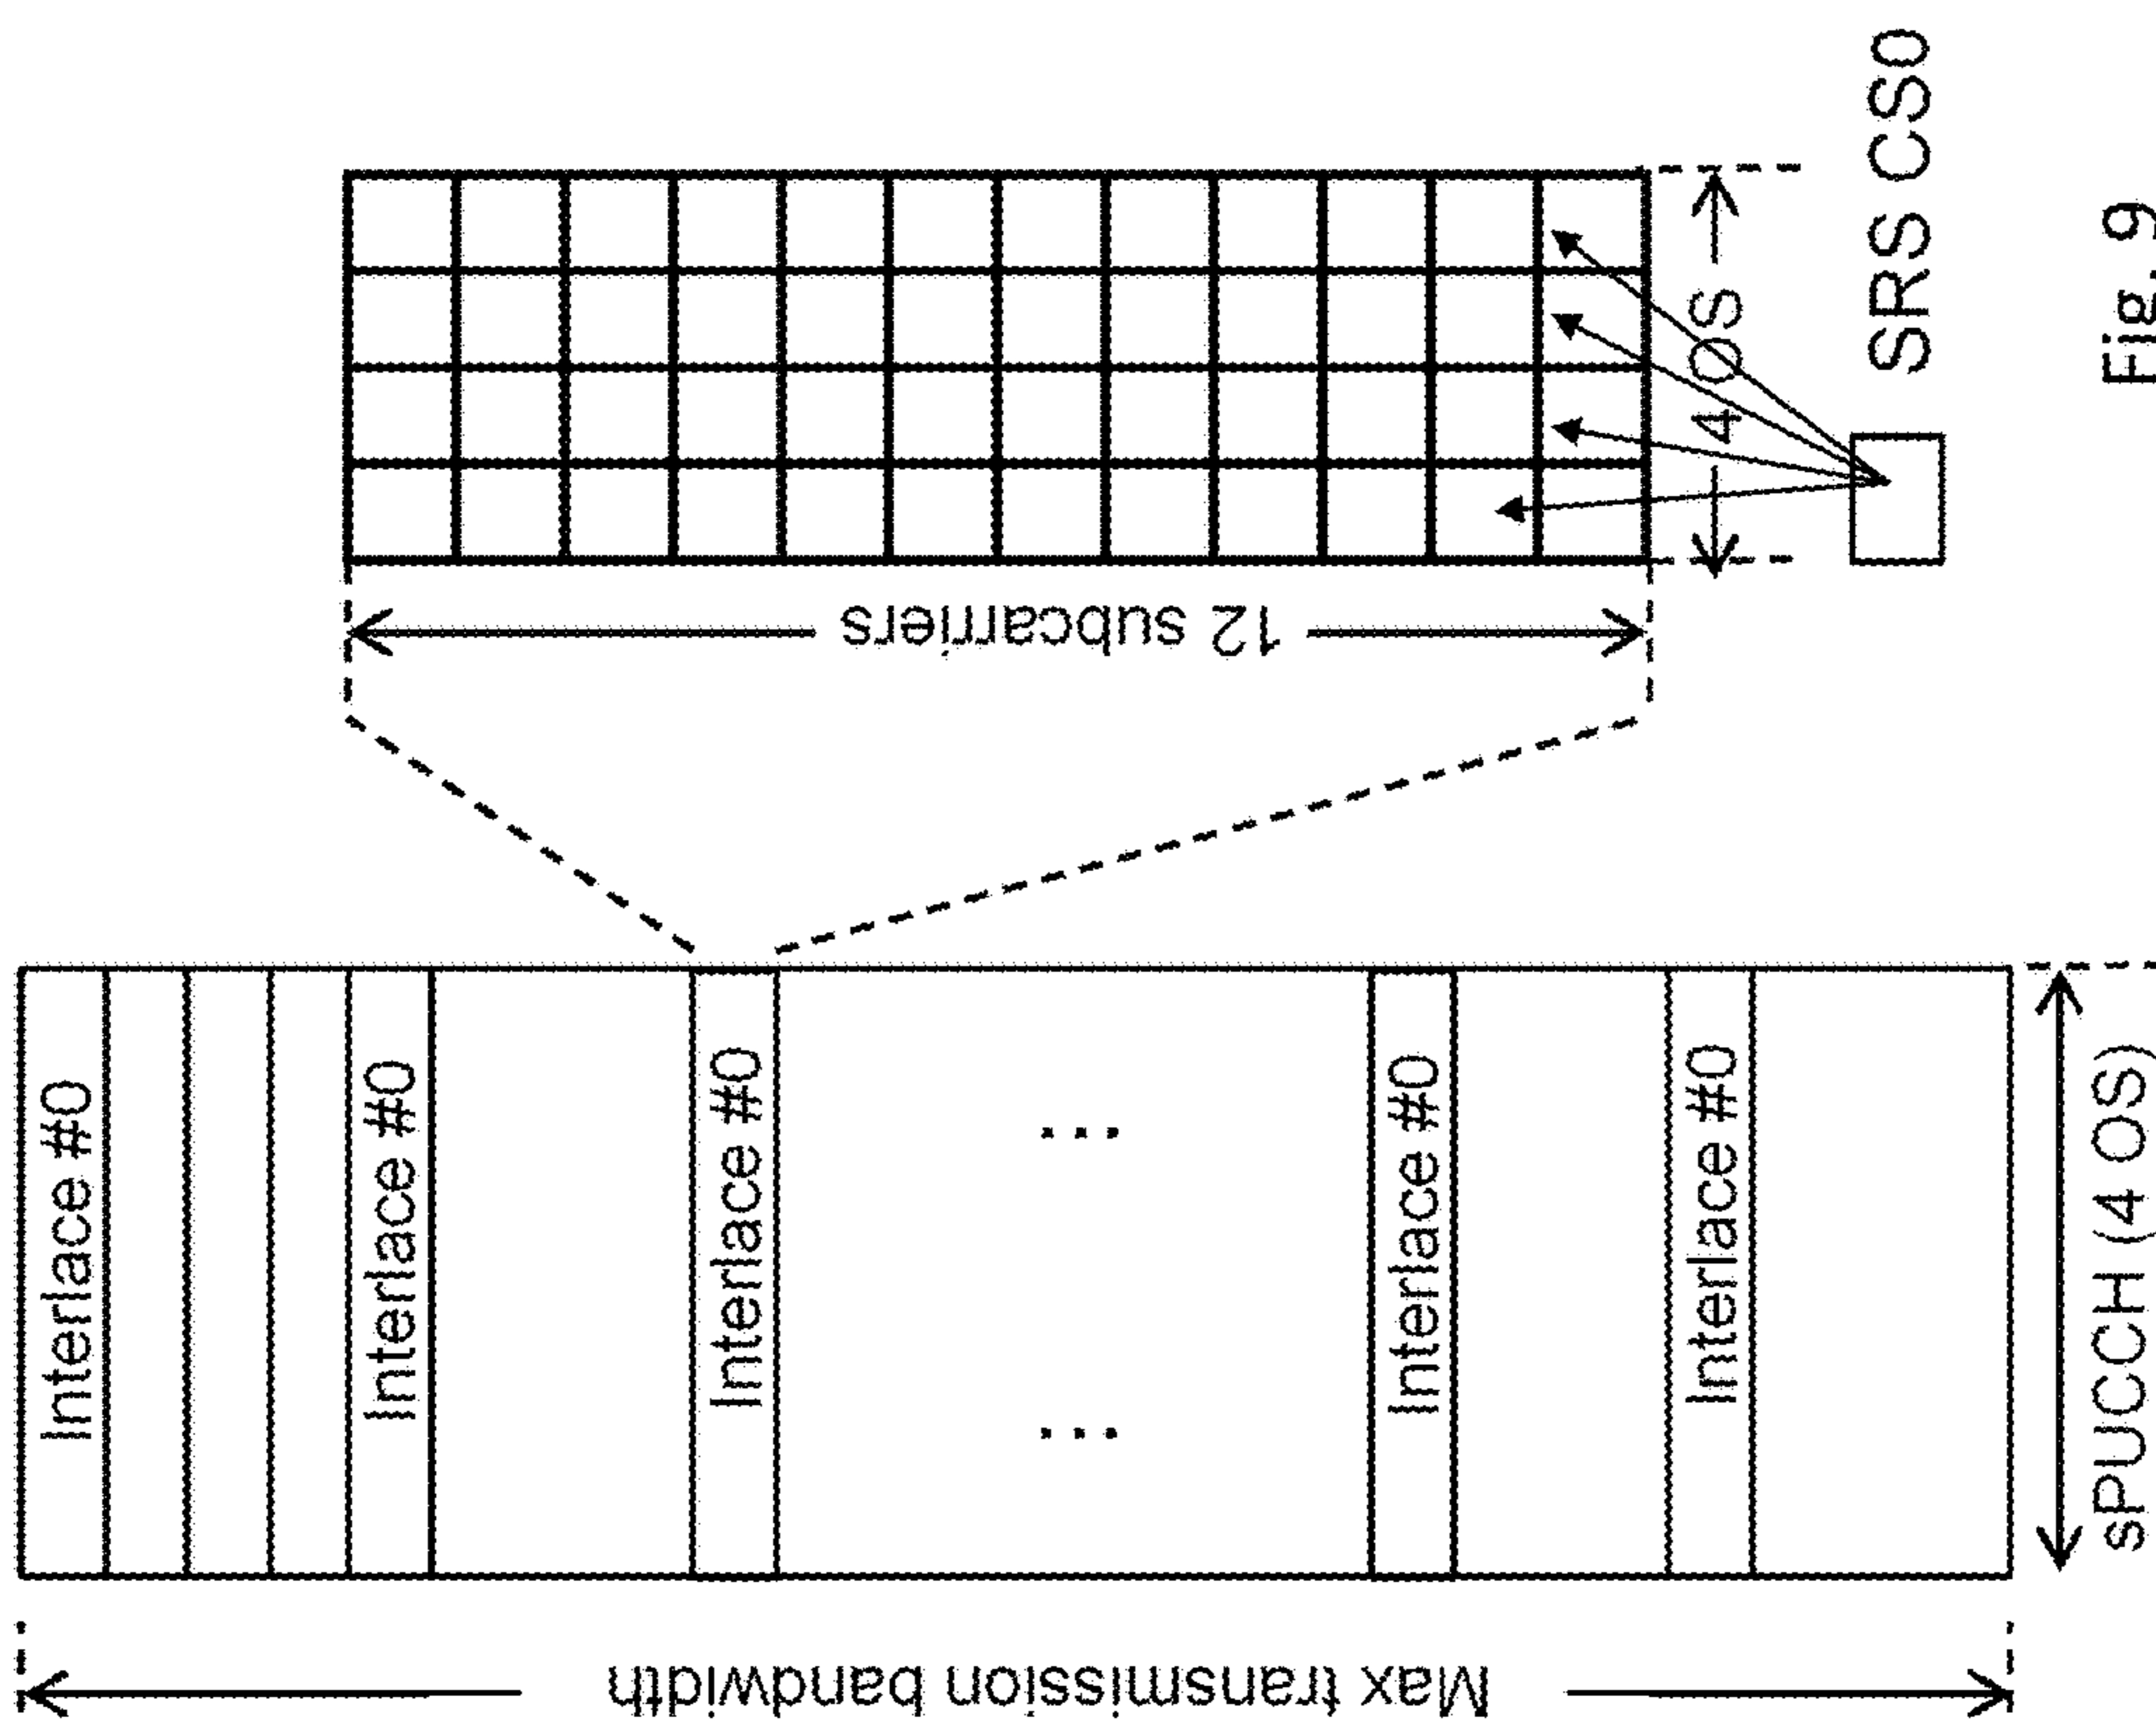 Max transmission bandwidth
Interlace #0
Interlace #0
Interlace #0
... ...
Interlace #0
Interlace #0
sPUCCH (4 OS)
12 subcarriers
4 OS
SRS CS0
Fig. 9